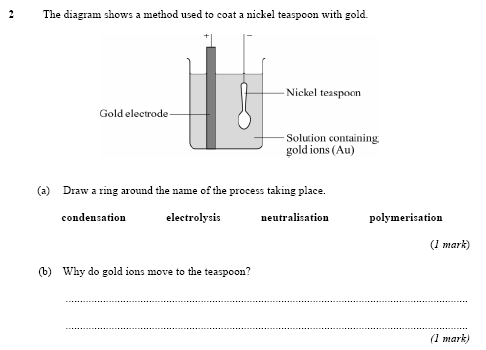 2 The diagram shows a method used to coat a nickel teaspoon with gold.
+ –
Nickel teaspoon
Gold electrode
Solution containing
gold ions (Au)
(a) Draw a ring around the name of the process taking place.
condensation electrolysis neutralisation polymerisation
(1 mark)
(b) Why do gold ions move to the teaspoon?
(1 mark)